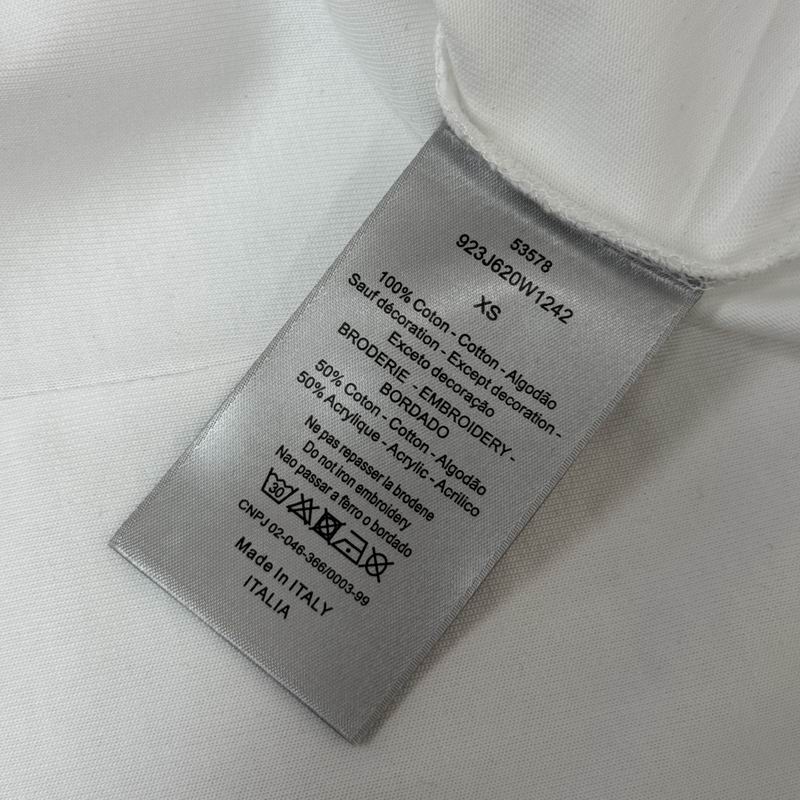 53578
923J620W1242
XS
100% Coton - Cotton - Algodão
Sauf décoration - Except decoration -
Exceto decoração
BRODERIE - EMBROIDERY -
BORDADO
50% Coton - Cotton - Algodão
50% Acrylique - Acrylic - Acrílico
Ne pas repasser la brodene
Do not iron embroidery
Nao passar a ferro o bordado
30
CNPJ 02-046-366/0003-99
Made In ITALY
ITALIA